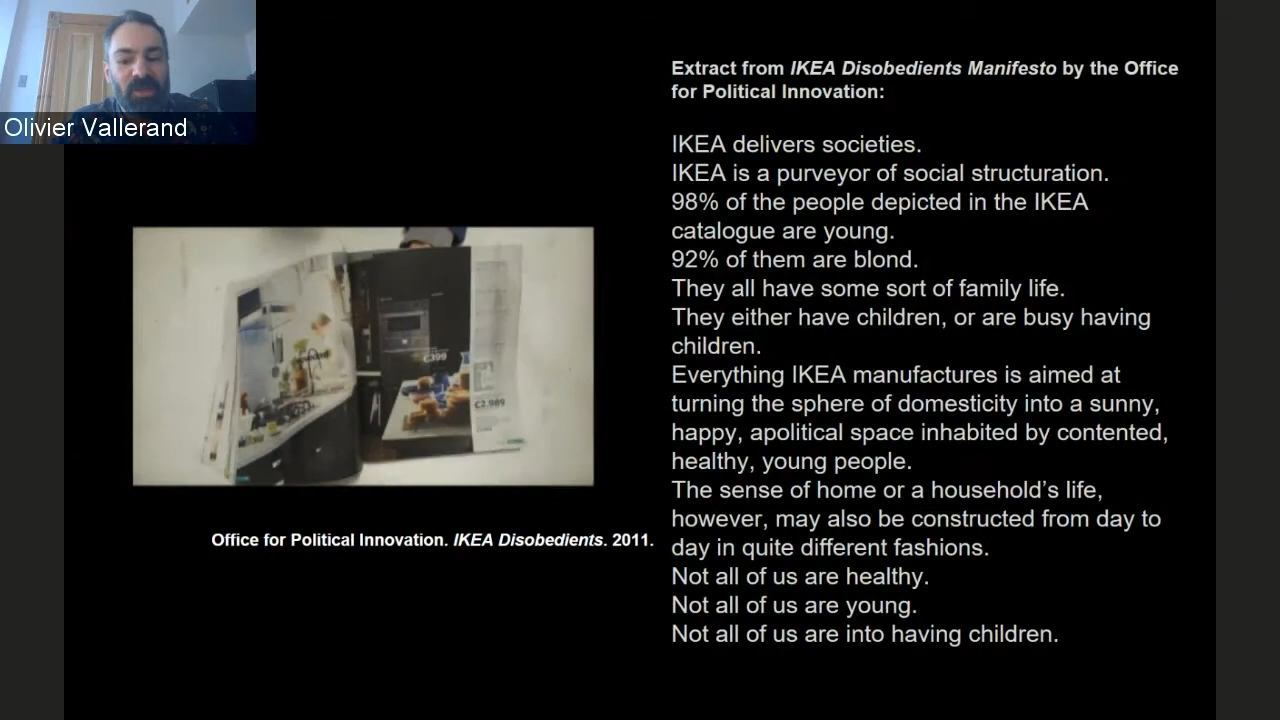 Olivier Vallerand
Extract from IKEA Disobedients Manifesto by the Office
for Political Innovation:
IKEA delivers societies.
IKEA is a purveyor of social structuration.
98% of the people depicted in the IKEA
catalogue are young.
92% of them are blond.
They all have some sort of family life.
They either have children, or are busy having
children.
Everything IKEA manufactures is aimed at
turning the sphere of domesticity into a sunny,
happy, apolitical space inhabited by contented,
healthy, young people.
The sense of home or a household’s life,
however, may also be constructed from day to
day in quite different fashions.
Not all of us are healthy.
Not all of us are young.
Not all of us are into having children.
€399
€2.989
Office for Political Innovation. IKEA Disobedients. 2011.